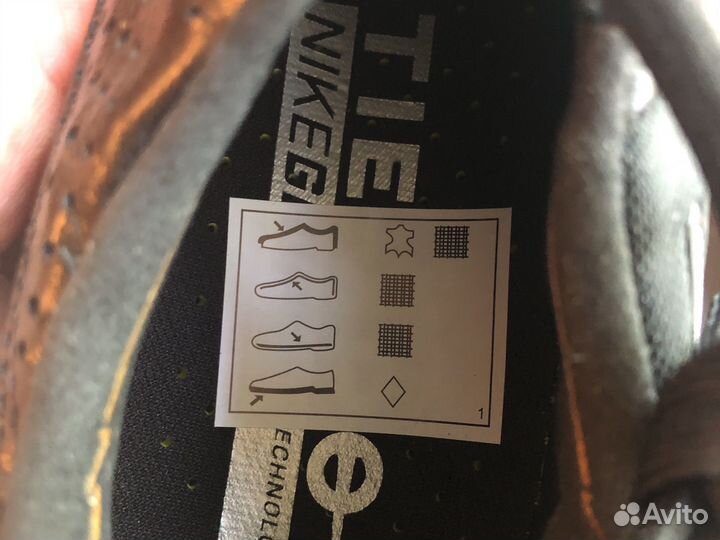 TIE
NIKEG
1
e
ECHNOLO
Avito